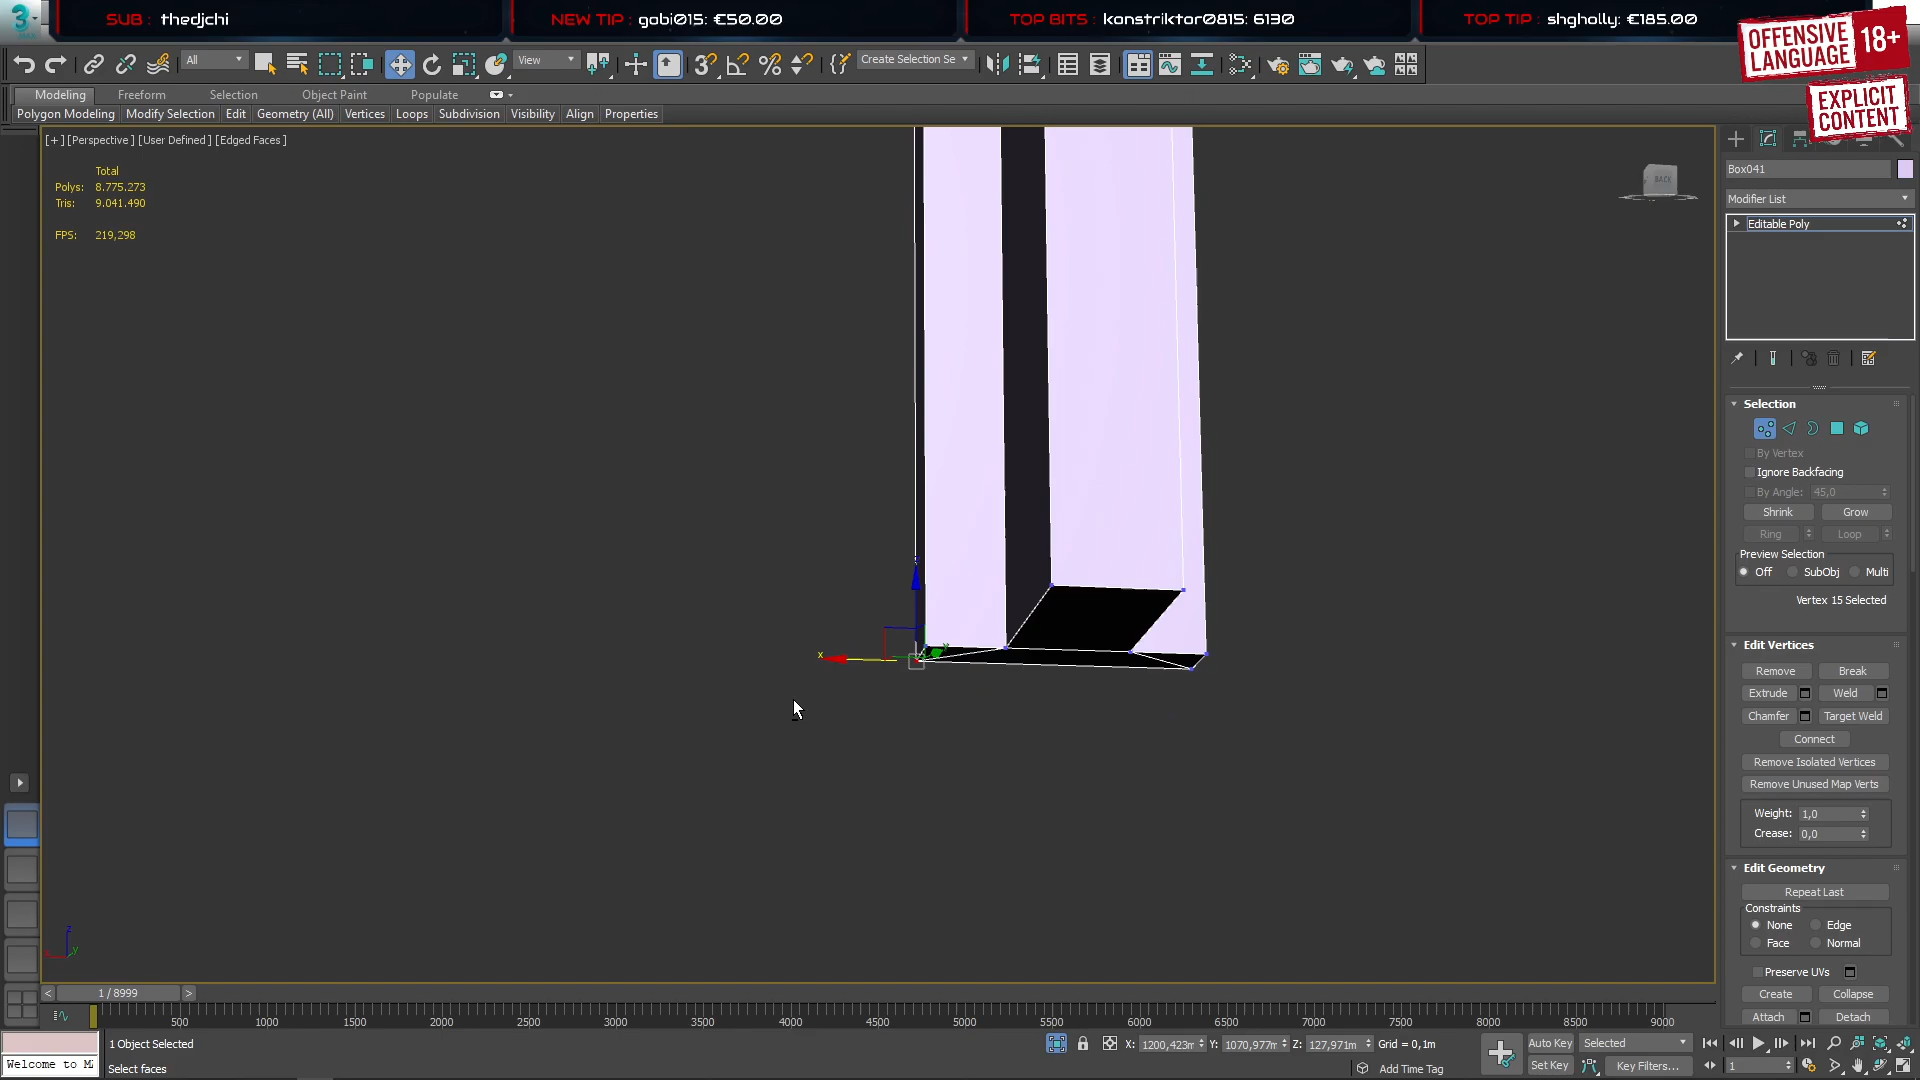 SUB : thedjchi
NEW TIP : gabi015: €50.00
TOP BITS : konstriktor0815: 6130
TOP TIP : shgholly: €185.00
OFFENSIVE LANGUAGE 18+
EXPLICIT CONTENT
All
View
Create Selection Se
Modeling
Freeform
Selection
Object Paint
Populate
Polygon Modeling
Modify Selection
Edit
Geometry (All)
Vertices
Loops
Subdivision
Visibility
Align
Properties
[+] [Perspective ] [User Defined ] [Edged Faces ]
Total
Polys: 8.775.273
Tris: 9.041.490
FPS: 219,298
BACK
x
Box041
Modifier List
Editable Poly
Selection
By Vertex
Ignore Backfacing
By Angle: 45,0
Shrink
Grow
Ring
Loop
Preview Selection
Off
SubObj
Multi
Vertex 15 Selected
Edit Vertices
Remove
Break
Extrude
Weld
Chamfer
Target Weld
Connect
Remove Isolated Vertices
Remove Unused Map Verts
Weight: 1,0
Crease: 0,0
Edit Geometry
Repeat Last
Constraints
None
Edge
Face
Normal
Preserve UVs
Create
Collapse
Attach
Detach
z
y
< 1 / 8999 >
500 1000 1500 2000 2500 3000 3500 4000 4500 5000 5500 6000 6500 7000 7500 8000 8500 9000
1 Object Selected
X: 1200,423m Y: 1070,977m Z: 127,971m Grid = 0,1m
Auto Key
Selected
Welcome to M
Select faces
Add Time Tag
Set Key
Key Filters...
1